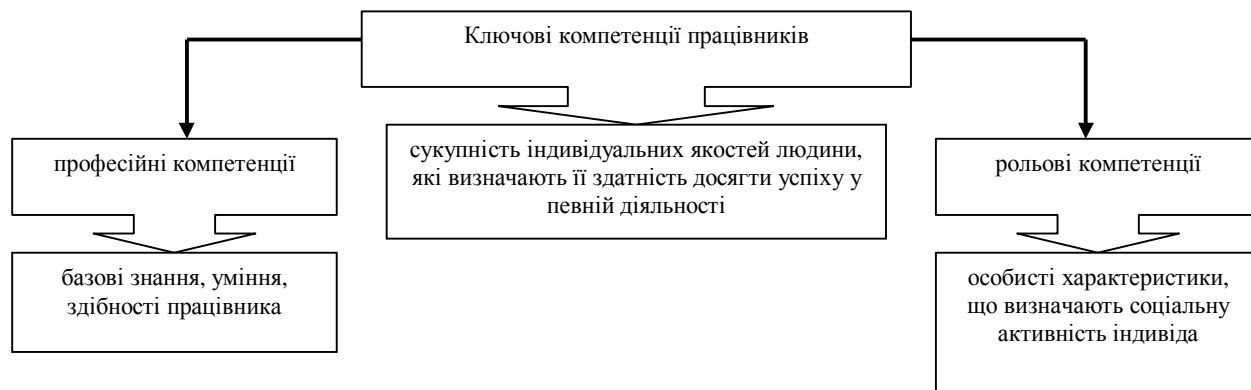 Ключові компетенції працівників
професійні компетенції
сукупність індивідуальних якостей людини,
які визначають її здатність досягти успіху у
певній діяльності
рольові компетенції
базові знання, уміння,
здібності працівника
особисті характеристики,
що визначають соціальну
активність індивіда